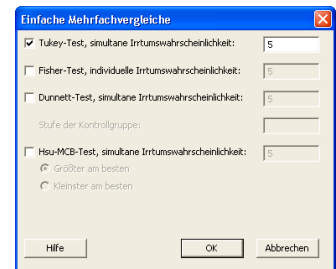 Einfache Mehrfachvergleiche
Tukey-Test, simultane Irrtumswahrscheinlichkeit: 5
Fisher-Test, individuelle Irrtumswahrscheinlichkeit: 5
Dunnett-Test, simultane Irrtumswahrscheinlichkeit: 5
Stufe der Kontrollgruppe:
Hsu-MCB-Test, simultane Irrtumswahrscheinlichkeit: 5
Größter am besten
Kleinster am besten
Hilfe OK Abbrechen